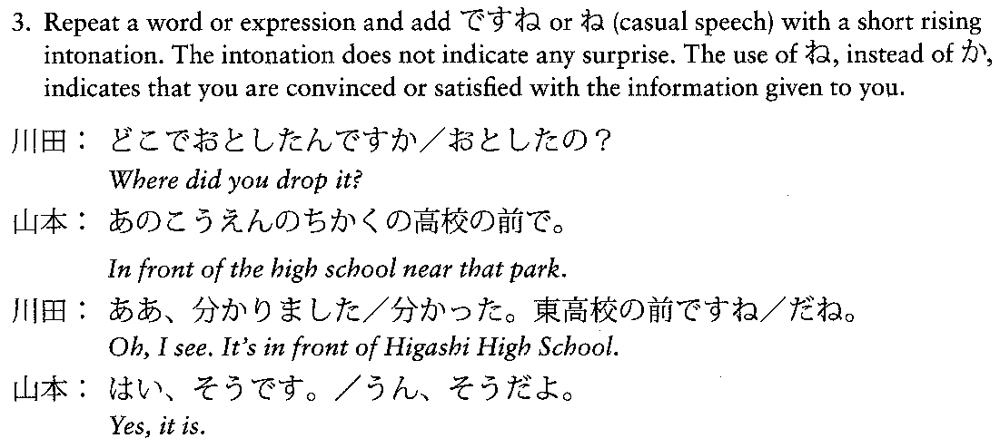 3. Repeat a word or expression and add ですね or ね (casual speech) with a short rising
intonation. The intonation does not indicate any surprise. The use of ね, instead of か,
indicates that you are convinced or satisfied with the information given to you.
川田： どこでおとしたんですか／おとしたの？
Where did you drop it?
山本： あのこうえんのちかくの高校の前で。
In front of the high school near that park.
川田： ああ、分かりました／分かった。東高校の前ですね／だね。
Oh, I see. It's in front of Higashi High School.
山本： はい、そうです。／うん、そうだよ。
Yes, it is.